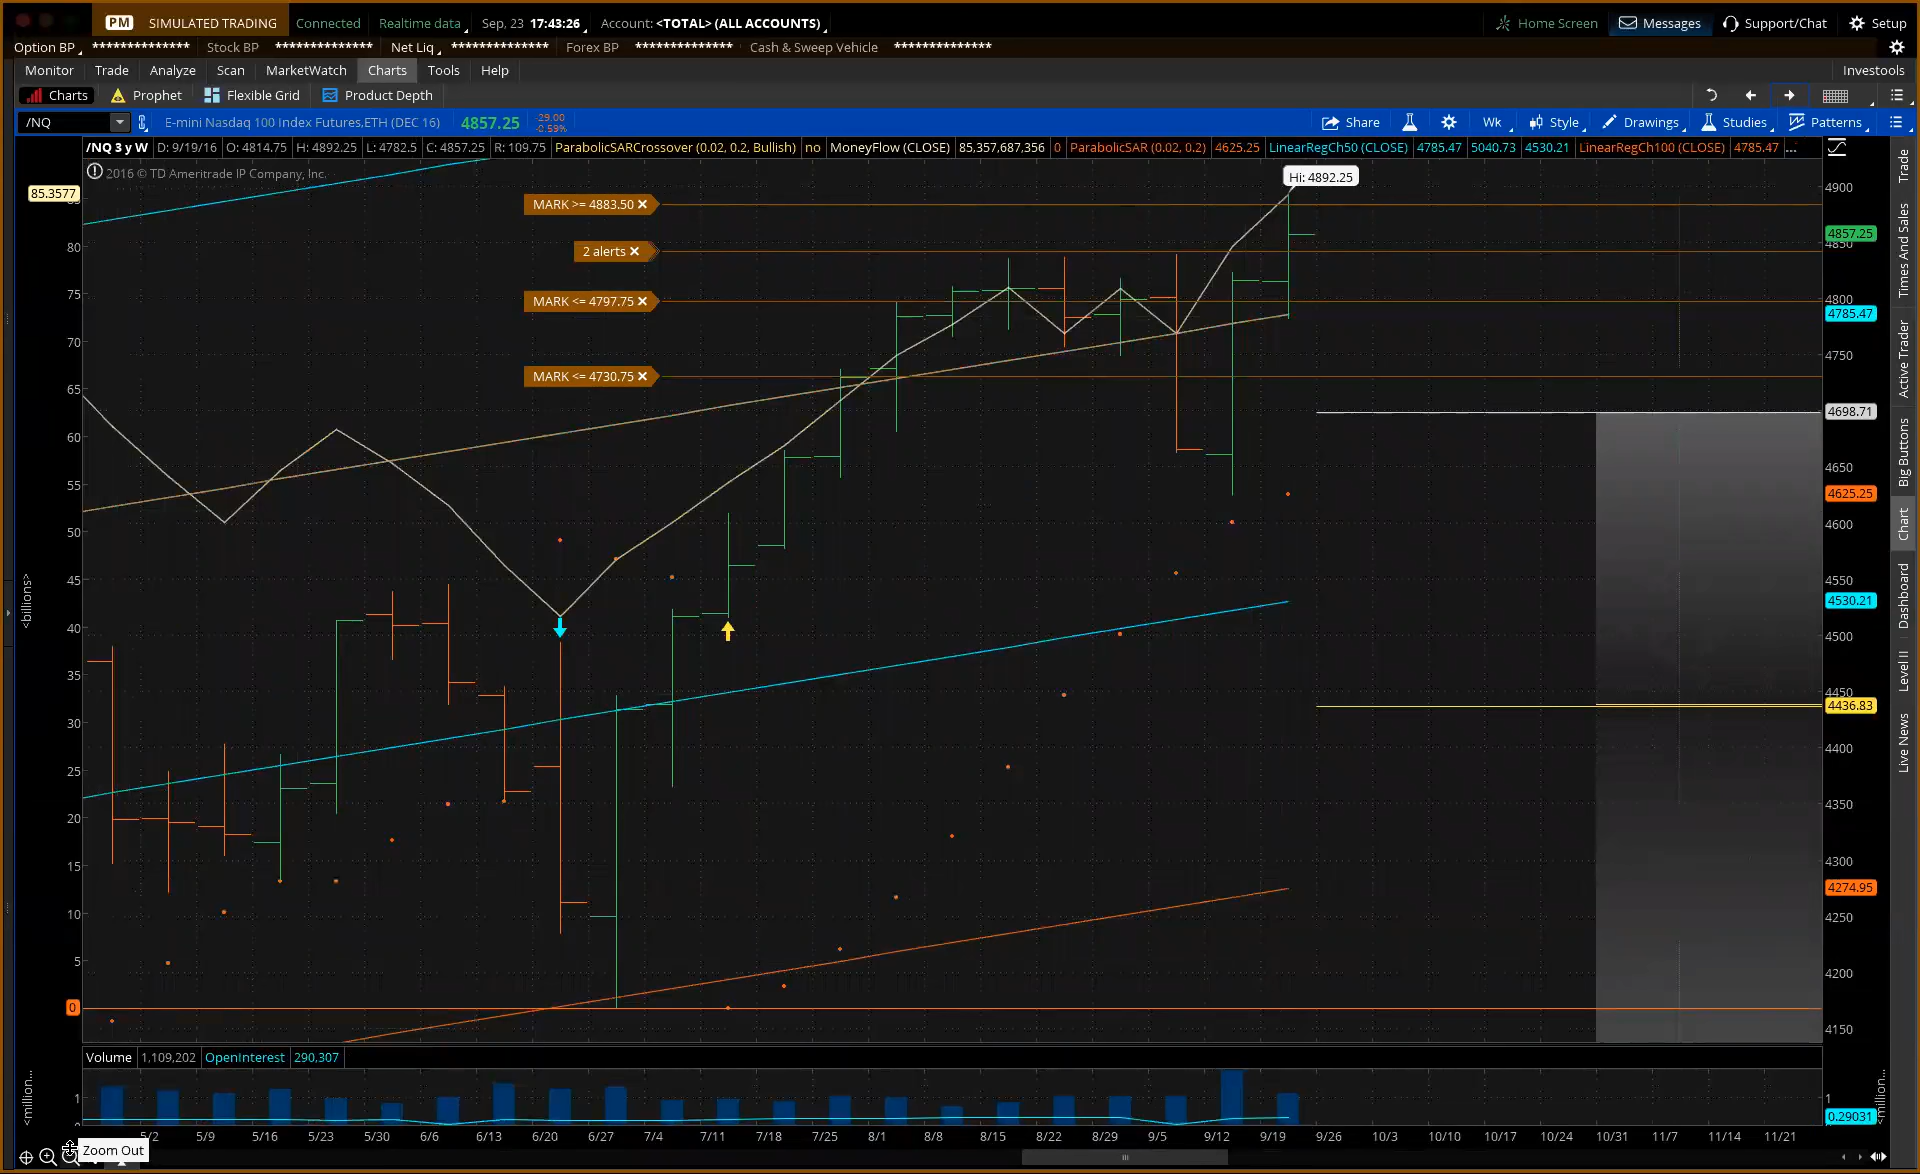 PM SIMULATED TRADING Connected Realtime data Sep, 23 17:43:26 Account: <TOTAL> (ALL ACCOUNTS) Home Screen Messages Support/Chat Setup
Option BP ************** Stock BP ************** Net Liq ************** Forex BP ************** Cash & Sweep Vehicle **************
Monitor Trade Analyze Scan MarketWatch Charts Tools Help Investools
Charts Prophet Flexible Grid Product Depth
/NQ E-mini Nasdaq 100 Index Futures,ETH (DEC 16) 4857.25 -29.00 Share Wk Style Drawings Studies Patterns
-0.59%
/NQ 3 y W D: 9/19/16 O: 4814.75 H: 4892.25 L: 4782.5 C: 4857.25 R: 109.75 ParabolicSARCrossover (0.02, 0.2, Bullish) no MoneyFlow (CLOSE) 85,357,687,356 0 ParabolicSAR (0.02, 0.2) 4625.25 LinearRegCh50 (CLOSE) 4785.47 5040.73 4530.21 LinearRegCh100 (CLOSE) 4785.47 ...
2016 © TD Ameritrade IP Company, Inc.
Hi: 4892.25
85.3577
MARK >= 4883.50 ×
2 alerts ×
MARK <= 4797.75 ×
MARK <= 4730.75 ×
80
75
70
65
60
55
50
45
40
35
30
25
20
15
10
5
0
<billions>
4900
4857.25
4850
4800
4785.47
4750
4698.71
4650
4625.25
4600
4550
4530.21
4500
4450
4436.83
4400
4350
4300
4274.95
4250
4200
4150
Trade
Times And Sales
Active Trader
Big Buttons
Chart
Dashboard
Level II
Live News
Volume 1,109,202 OpenInterest 290,307
<million...
1
1
0.29031
<million...
5/2 5/9 5/16 5/23 5/30 6/6 6/13 6/20 6/27 7/4 7/11 7/18 7/25 8/1 8/8 8/15 8/22 8/29 9/5 9/12 9/19 9/26 10/3 10/10 10/17 10/24 10/31 11/7 11/14 11/21
Zoom Out